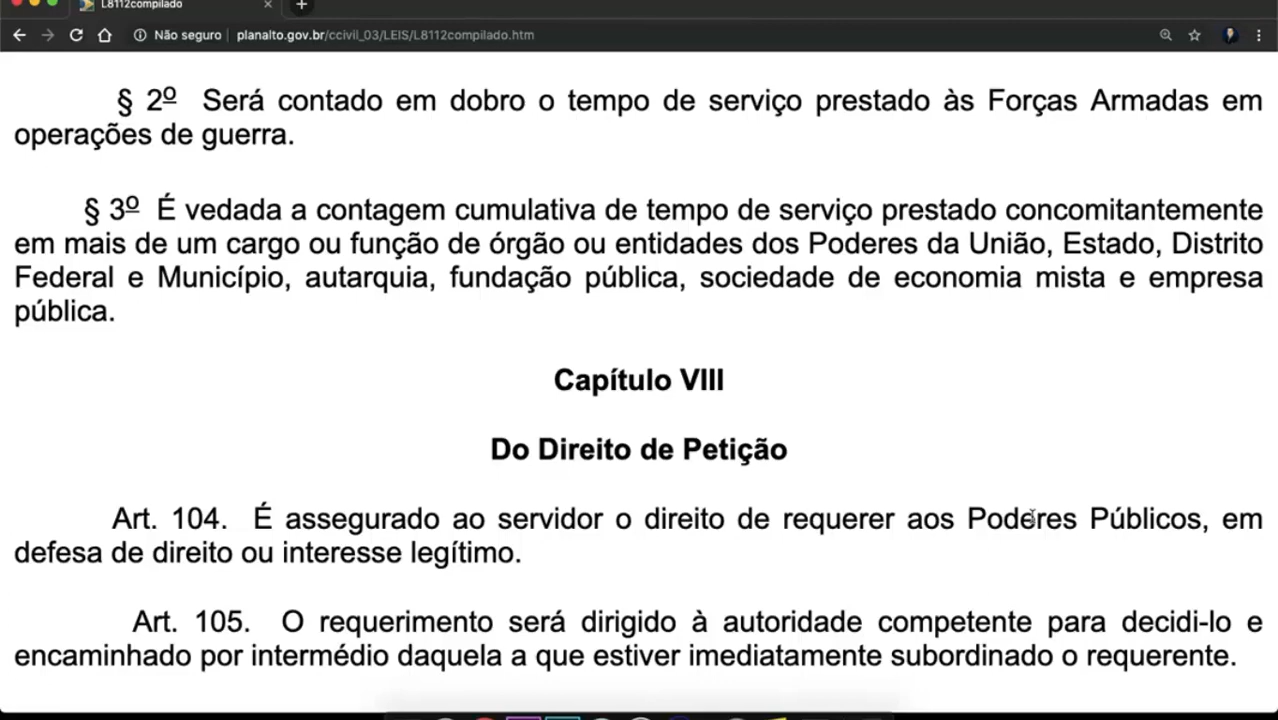 L8112compilado
Não seguro
planalto.gov.br/ccivil_03/LEIS/L8112compilado.htm
§ 2º Será contado em dobro o tempo de serviço prestado às Forças Armadas em
operações de guerra.
§ 3º É vedada a contagem cumulativa de tempo de serviço prestado concomitantemente
em mais de um cargo ou função de órgão ou entidades dos Poderes da União, Estado, Distrito
Federal e Município, autarquia, fundação pública, sociedade de economia mista e empresa
pública.
Capítulo VIII
Do Direito de Petição
Art. 104. É assegurado ao servidor o direito de requerer aos Poderes Públicos, em
defesa de direito ou interesse legítimo.
Art. 105. O requerimento será dirigido à autoridade competente para decidi-lo e
encaminhado por intermédio daquela a que estiver imediatamente subordinado o requerente.